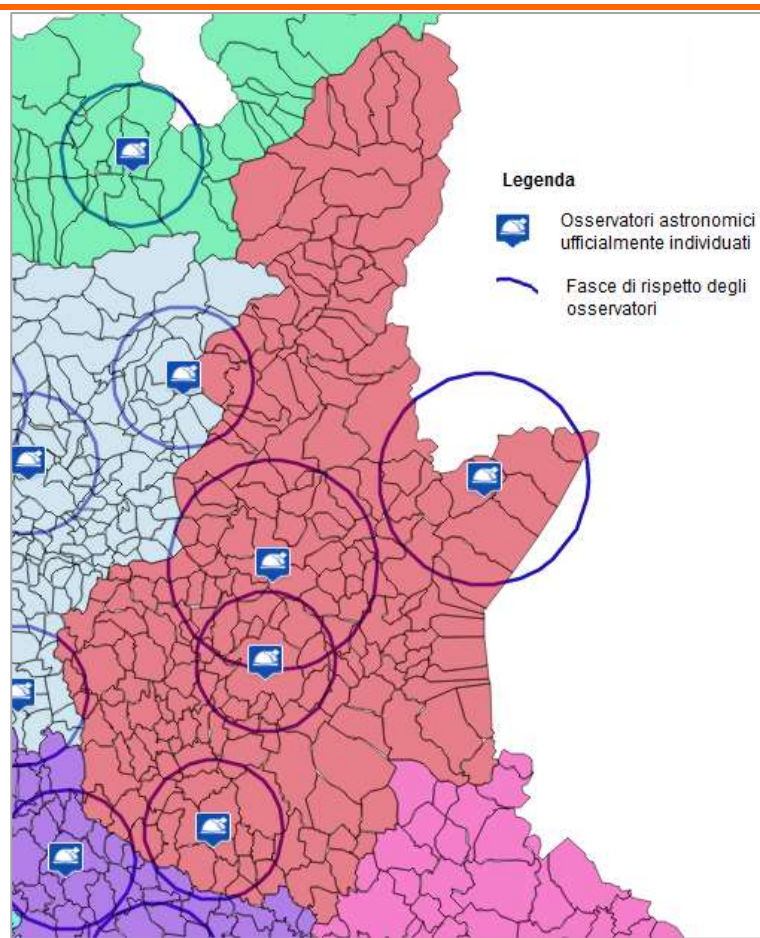 Legenda
Osservatori astronomici
ufficialmente individuati
Fasce di rispetto degli
osservatori